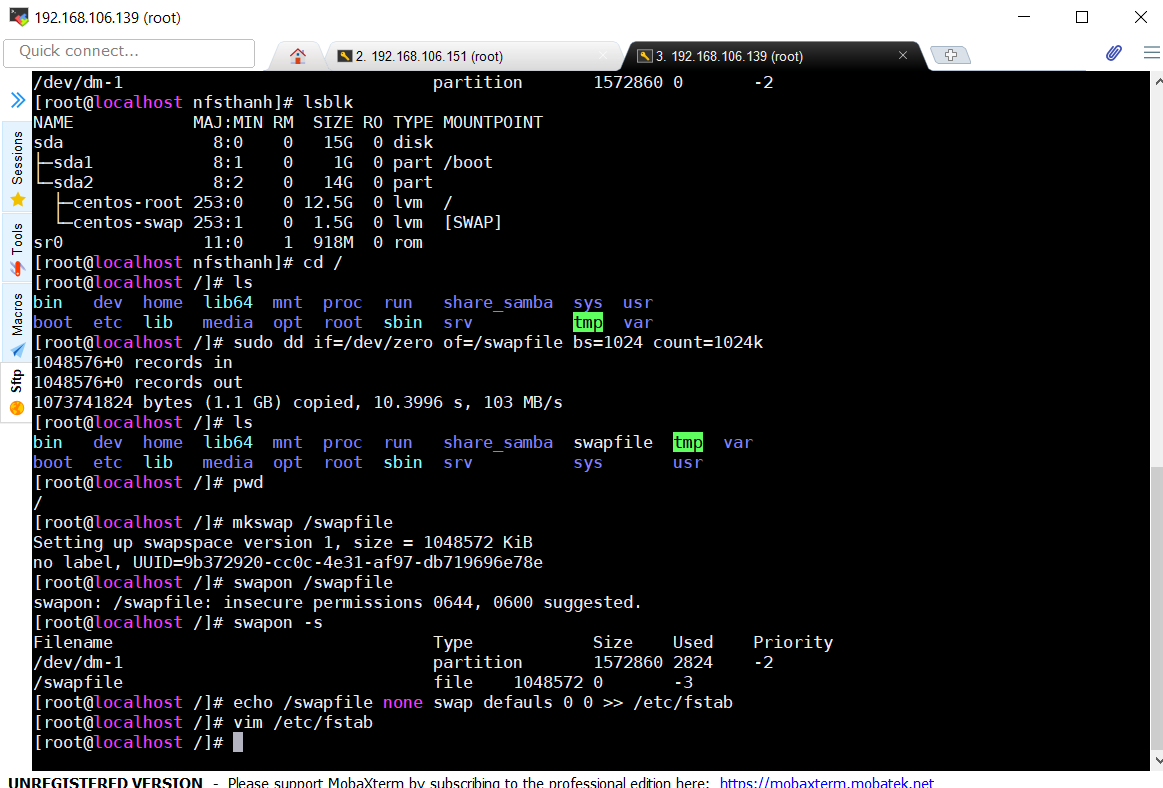 192.168.106.139 (root)
Quick connect...
2. 192.168.106.151 (root)
3. 192.168.106.139 (root)
Sessions
Tools
Macros
Sftp
/dev/dm-1                               partition       1572860 0       -2
[root@localhost nfsthanh]# lsblk
NAME            MAJ:MIN RM  SIZE RO TYPE MOUNTPOINT
sda               8:0    0   15G  0 disk
├─sda1            8:1    0    1G  0 part /boot
└─sda2            8:2    0   14G  0 part
  ├─centos-root 253:0    0 12.5G  0 lvm  /
  └─centos-swap 253:1    0  1.5G  0 lvm  [SWAP]
sr0              11:0    1  918M  0 rom
[root@localhost nfsthanh]# cd /
[root@localhost /]# ls
bin   dev  home  lib64  mnt  proc  run   share_samba  sys  usr
boot  etc  lib   media  opt  root  sbin  srv          tmp  var
[root@localhost /]# sudo dd if=/dev/zero of=/swapfile bs=1024 count=1024k
1048576+0 records in
1048576+0 records out
1073741824 bytes (1.1 GB) copied, 10.3996 s, 103 MB/s
[root@localhost /]# ls
bin   dev  home  lib64  mnt  proc  run   share_samba  swapfile  tmp  var
boot  etc  lib   media  opt  root  sbin  srv          sys       usr
[root@localhost /]# pwd
/
[root@localhost /]# mkswap /swapfile
Setting up swapspace version 1, size = 1048572 KiB
no label, UUID=9b372920-cc0c-4e31-af97-db719696e78e
[root@localhost /]# swapon /swapfile
swapon: /swapfile: insecure permissions 0644, 0600 suggested.
[root@localhost /]# swapon -s
Filename                                Type            Size    Used    Priority
/dev/dm-1                               partition       1572860 2824    -2
/swapfile                               file    1048572 0       -3
[root@localhost /]# echo /swapfile none swap defauls 0 0 >> /etc/fstab
[root@localhost /]# vim /etc/fstab
[root@localhost /]#
UNREGISTERED VERSION - Please support MobaXterm by subscribing to the professional edition here: https://mobaxterm.mobatek.net